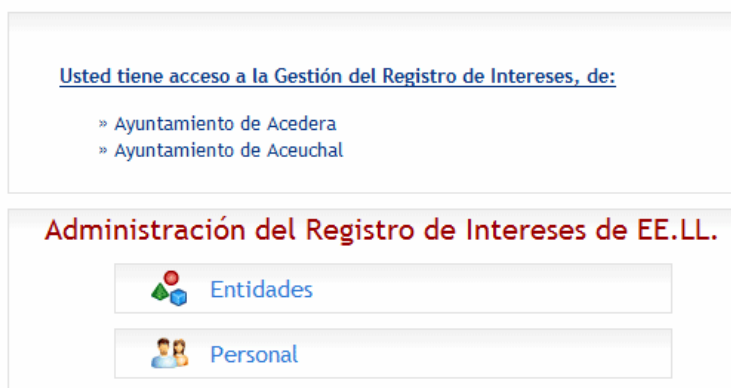 Usted tiene acceso a la Gestión del Registro de Intereses, de:
» Ayuntamiento de Acedera
» Ayuntamiento de Aceuchal
Administración del Registro de Intereses de EE.LL.
Entidades
Personal